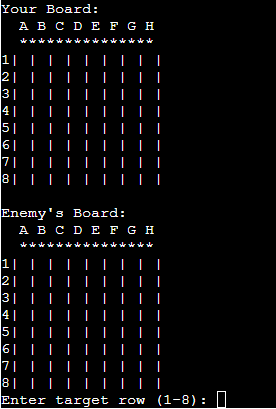 Your Board:
  A B C D E F G H
  ***************
1| | | | | | | | |
2| | | | | | | | |
3| | | | | | | | |
4| | | | | | | | |
5| | | | | | | | |
6| | | | | | | | |
7| | | | | | | | |
8| | | | | | | | |
Enemy's Board:
  A B C D E F G H
  ***************
1| | | | | | | | |
2| | | | | | | | |
3| | | | | | | | |
4| | | | | | | | |
5| | | | | | | | |
6| | | | | | | | |
7| | | | | | | | |
8| | | | | | | | |
Enter target row (1-8):